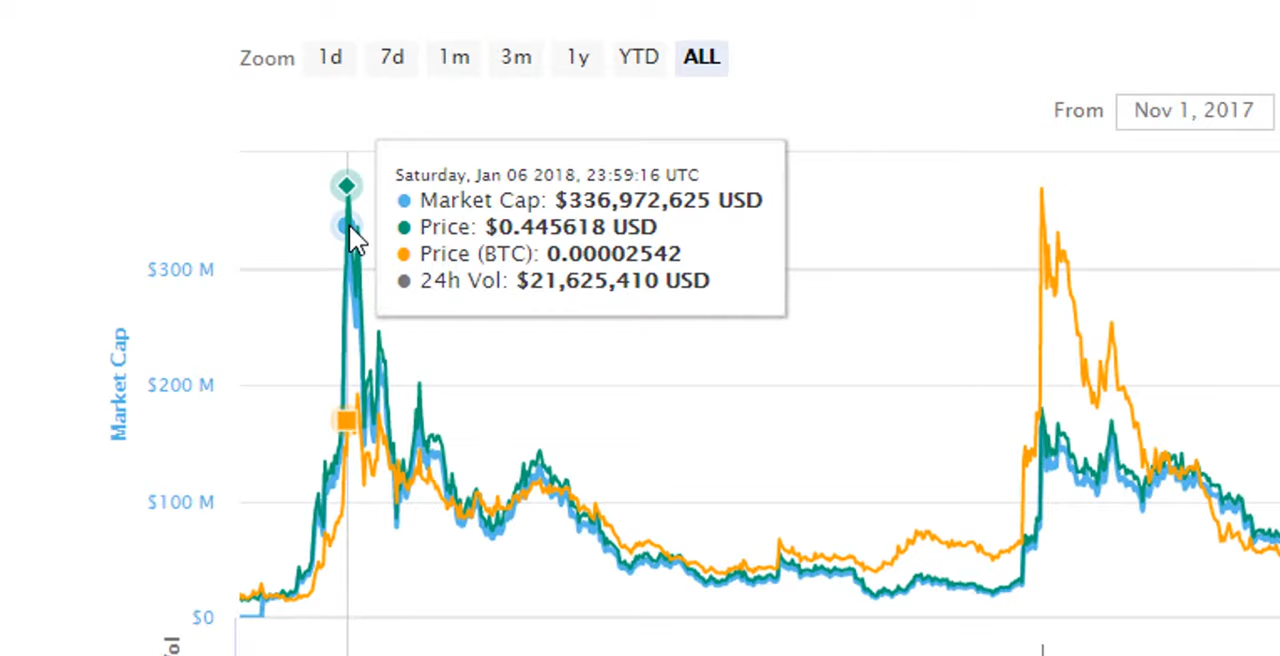 Zoom 1d 7d 1m 3m 1y YTD ALL
From Nov 1, 2017
Saturday, Jan 06 2018, 23:59:16 UTC
Market Cap: $336,972,625 USD
Price: $0.445618 USD
Price (BTC): 0.00002542
24h Vol: $21,625,410 USD
Market Cap
$300 M
$200 M
$100 M
$0